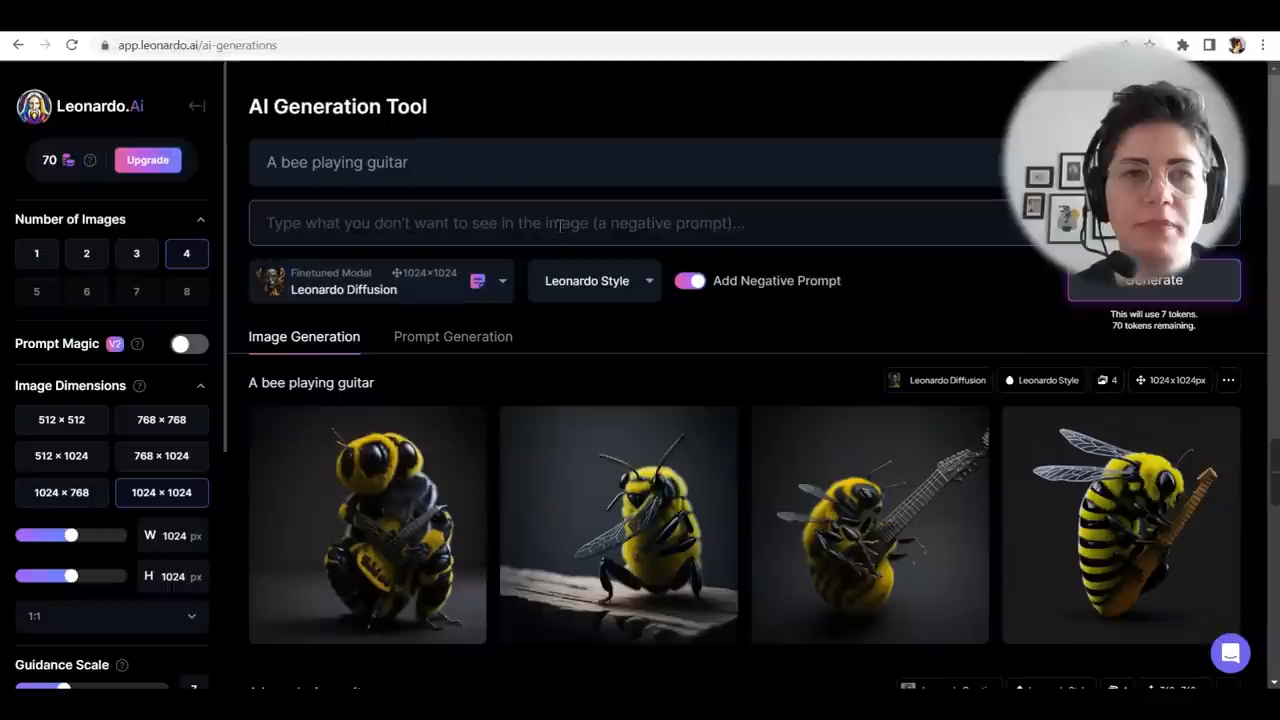 app.leonardo.ai/ai-generations
Leonardo.Ai
70
Upgrade
Number of Images
1 2 3 4
5 6 7 8
Prompt Magic V2
Image Dimensions
512 × 512 768 × 768
512 × 1024 768 × 1024
1024 × 768 1024 × 1024
W 1024 px
H 1024 px
1:1
Guidance Scale
7
AI Generation Tool
A bee playing guitar
Type what you don't want to see in the image (a negative prompt)...
Finetuned Model 1024×1024
Leonardo Diffusion
Leonardo Style
Add Negative Prompt
Generate
This will use 7 tokens.
70 tokens remaining.
Image Generation Prompt Generation
A bee playing guitar
Leonardo Diffusion Leonardo Style 4 1024x1024px